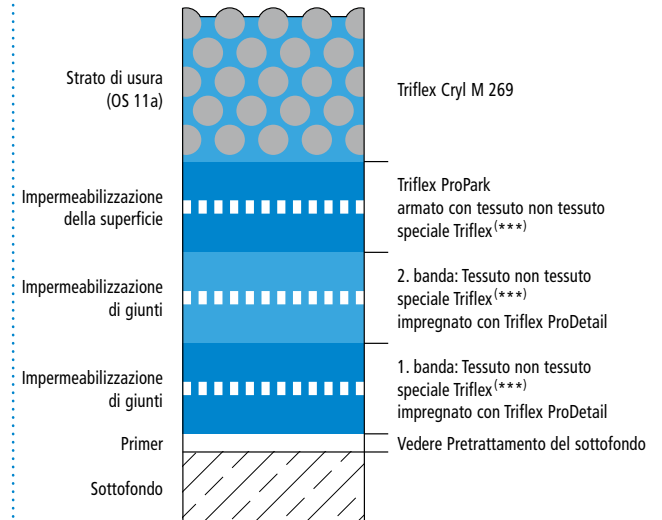 Strato di usura
(OS 11a)
Triflex Cryl M 269
Impermeabilizzazione
della superficie
Triflex ProPark
armato con tessuto non tessuto
speciale Triflex(***)
Impermeabilizzazione
di giunti
2. banda: Tessuto non tessuto
speciale Triflex(***)
impregnato con Triflex ProDetail
Impermeabilizzazione
di giunti
1. banda: Tessuto non tessuto
speciale Triflex(***)
impregnato con Triflex ProDetail
Primer
Vedere Pretrattamento del sottofondo
Sottofondo